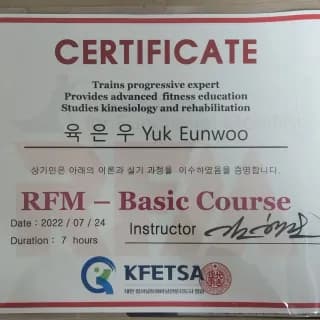 CERTIFICATE
Trains progressive expert
Provides advanced fitness education
Studies kinesiology and rehabilitation
육 은 우 Yuk Eunwoo
상기인은 아래의 이론과 실기 과정을 이수하였음을 증명합니다.
RFM – Basic Course
Date : 2022 / 07 / 24
Duration : 7 hours
Instructor
KFETSA